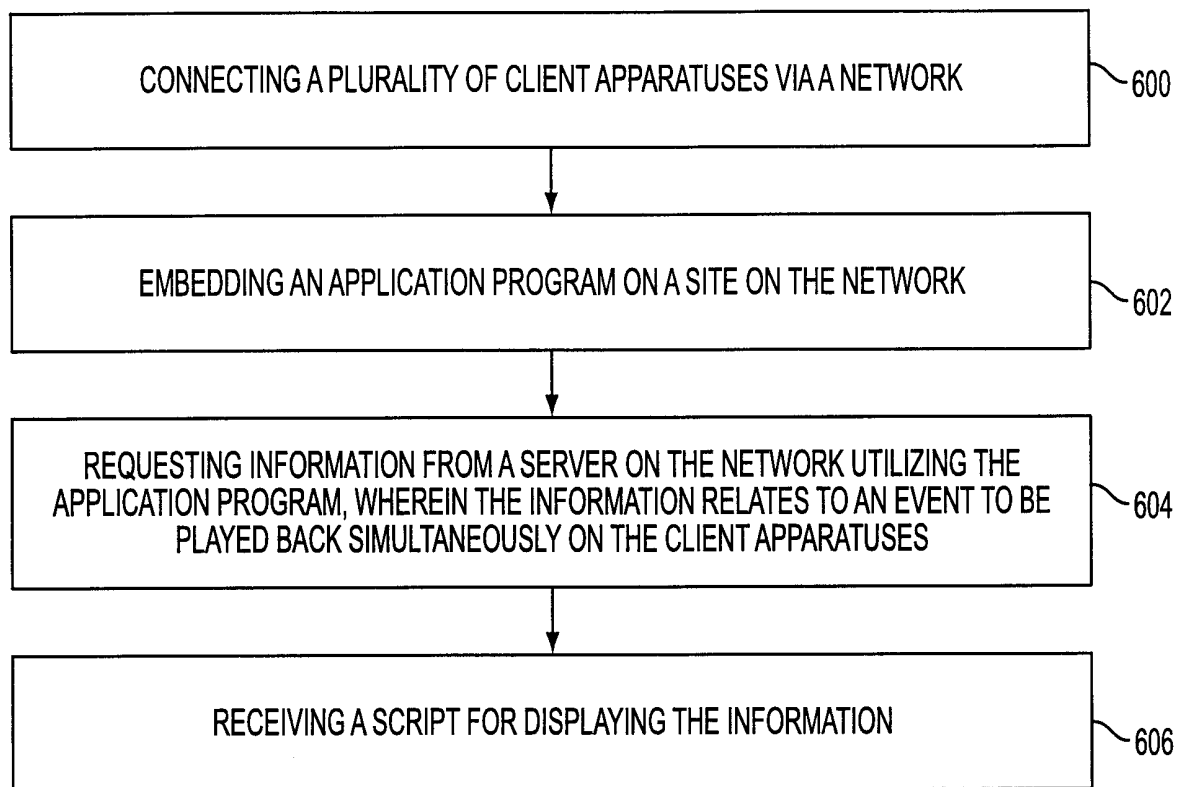 CONNECTING A PLURALITY OF CLIENT APPARATUSES VIA A NETWORK
600
EMBEDDING AN APPLICATION PROGRAM ON A SITE ON THE NETWORK
602
REQUESTING INFORMATION FROM A SERVER ON THE NETWORK UTILIZING THE
APPLICATION PROGRAM, WHEREIN THE INFORMATION RELATES TO AN EVENT TO BE
PLAYED BACK SIMULTANEOUSLY ON THE CLIENT APPARATUSES
604
RECEIVING A SCRIPT FOR DISPLAYING THE INFORMATION
606